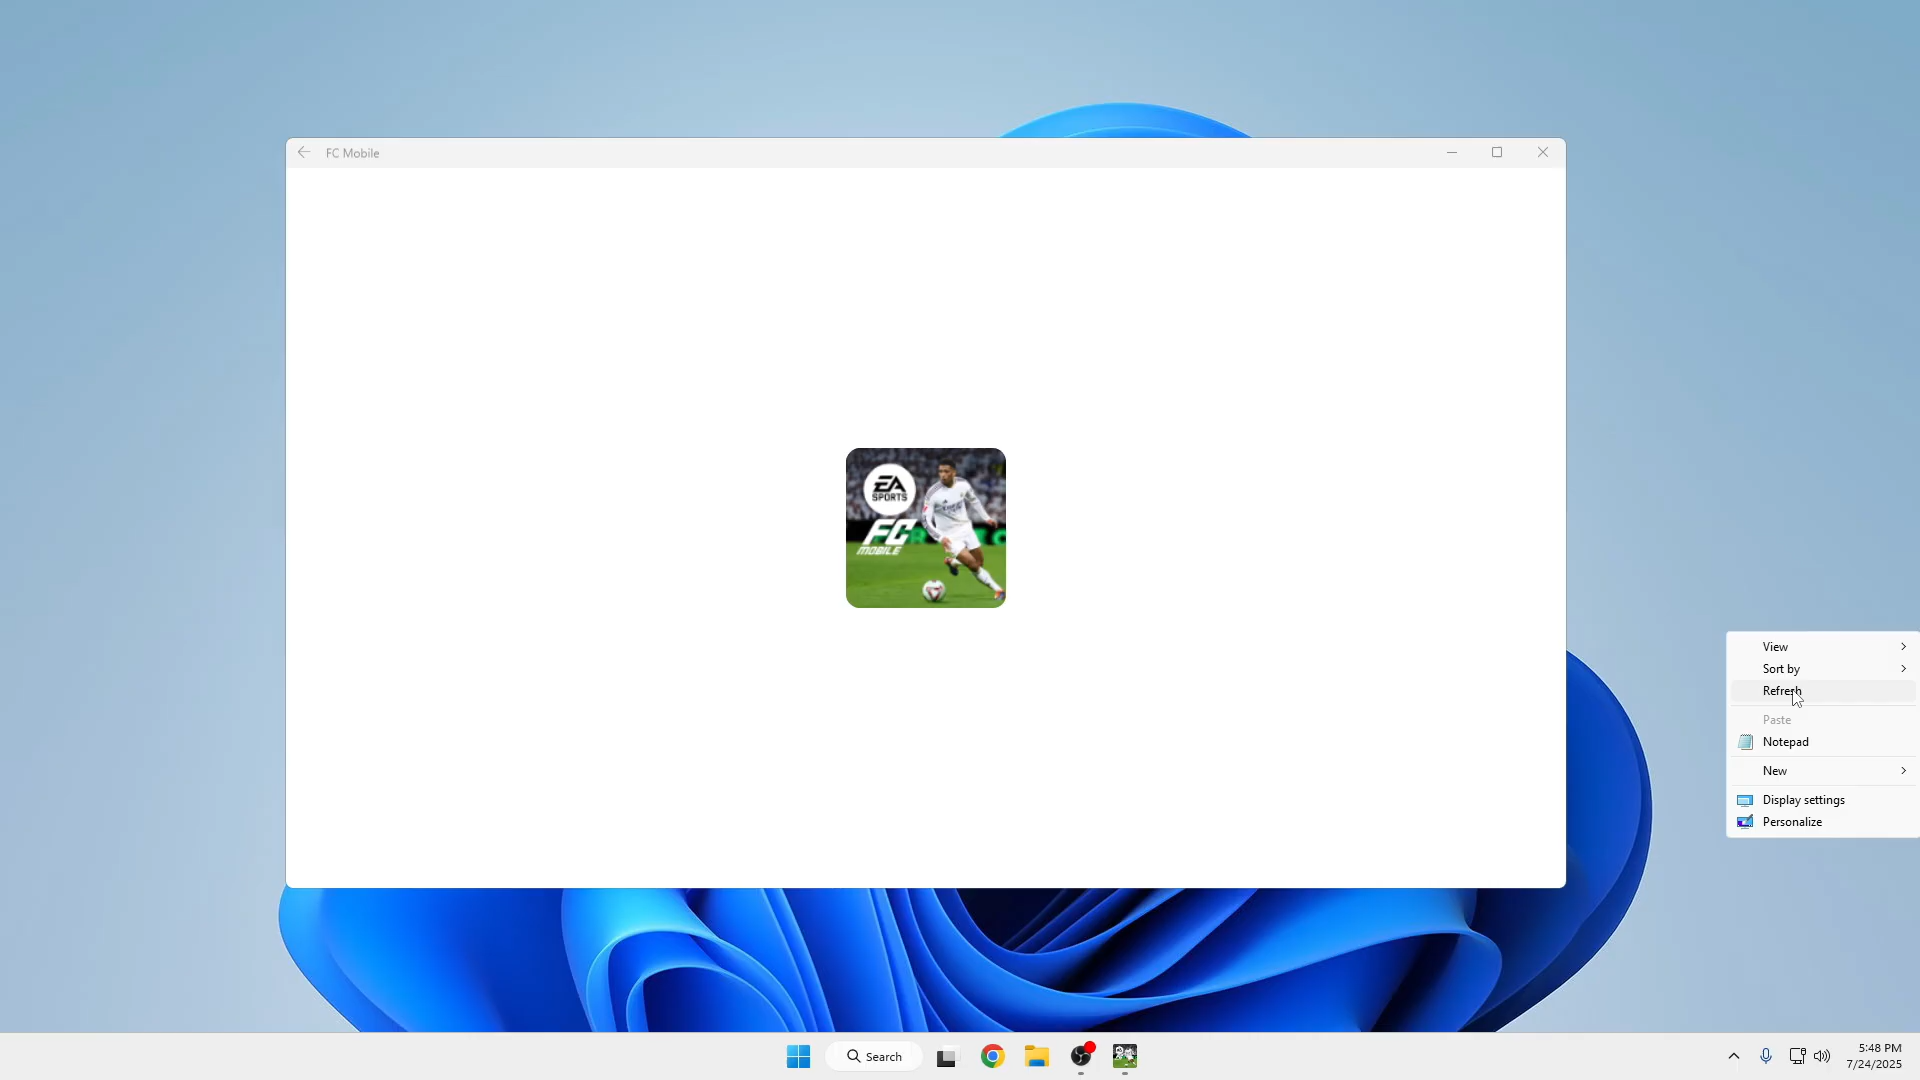 FC Mobile
EA
SPORTS
FC
MOBILE
View
Sort by
Refresh
Paste
Notepad
New
Display settings
Personalize
Search
5:48 PM
7/24/2025